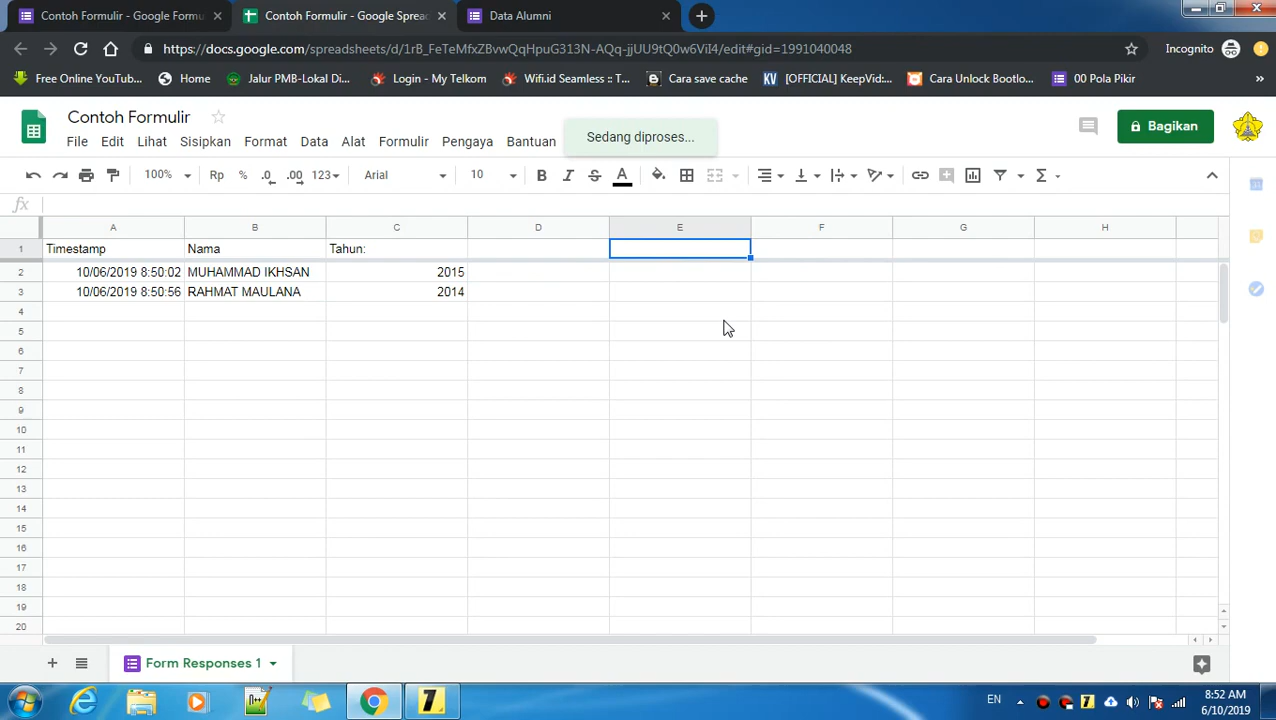 Contoh Formulir - Google Formu
Contoh Formulir - Google Sprea
Data Alumni
https://docs.google.com/spreadsheets/d/1rB_FeTeMfxZBvwQqHpuG313N-AQq-jjUU9tQ0w6ViI4/edit#gid=1991040048
Incognito
Free Online YouTub...
Home
Jalur PMB-Lokal Di...
Login - My Telkom
Wifi.id Seamless :: T...
Cara save cache
KV [OFFICIAL] KeepVid:...
Cara Unlock Bootlo...
00 Pola Pikir
Contoh Formulir
Sedang diproses...
Bagikan
File Edit Lihat Sisipkan Format Data Alat Formulir Pengaya Bantuan
100% Rp % .0 .00 123 Arial 10
fx
A B C D E F G H
1 Timestamp Nama Tahun:
2 10/06/2019 8:50:02 MUHAMMAD IKHSAN 2015
3 10/06/2019 8:50:56 RAHMAT MAULANA 2014
4
5
6
7
8
9
10
11
12
13
14
15
16
17
18
19
20
Form Responses 1
EN
8:52 AM
6/10/2019